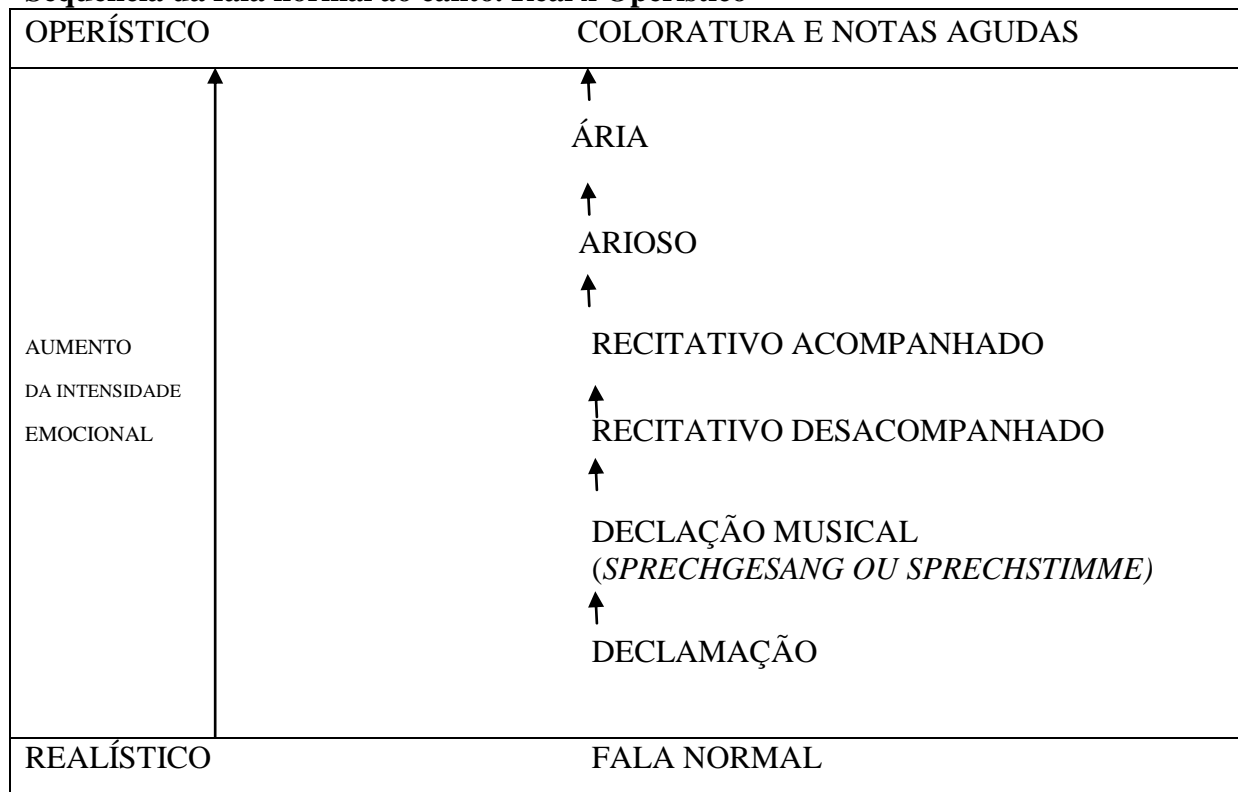 OPERÍSTICO COLORATURA E NOTAS AGUDAS
ÁRIA
ARIOSO
AUMENTO
DA INTENSIDADE
EMOCIONAL
RECITATIVO ACOMPANHADO
RECITATIVO DESACOMPANHADO
DECLAÇÃO MUSICAL
(SPRECHGESANG OU SPRECHSTIMME)
DECLAMAÇÃO
REALÍSTICO FALA NORMAL